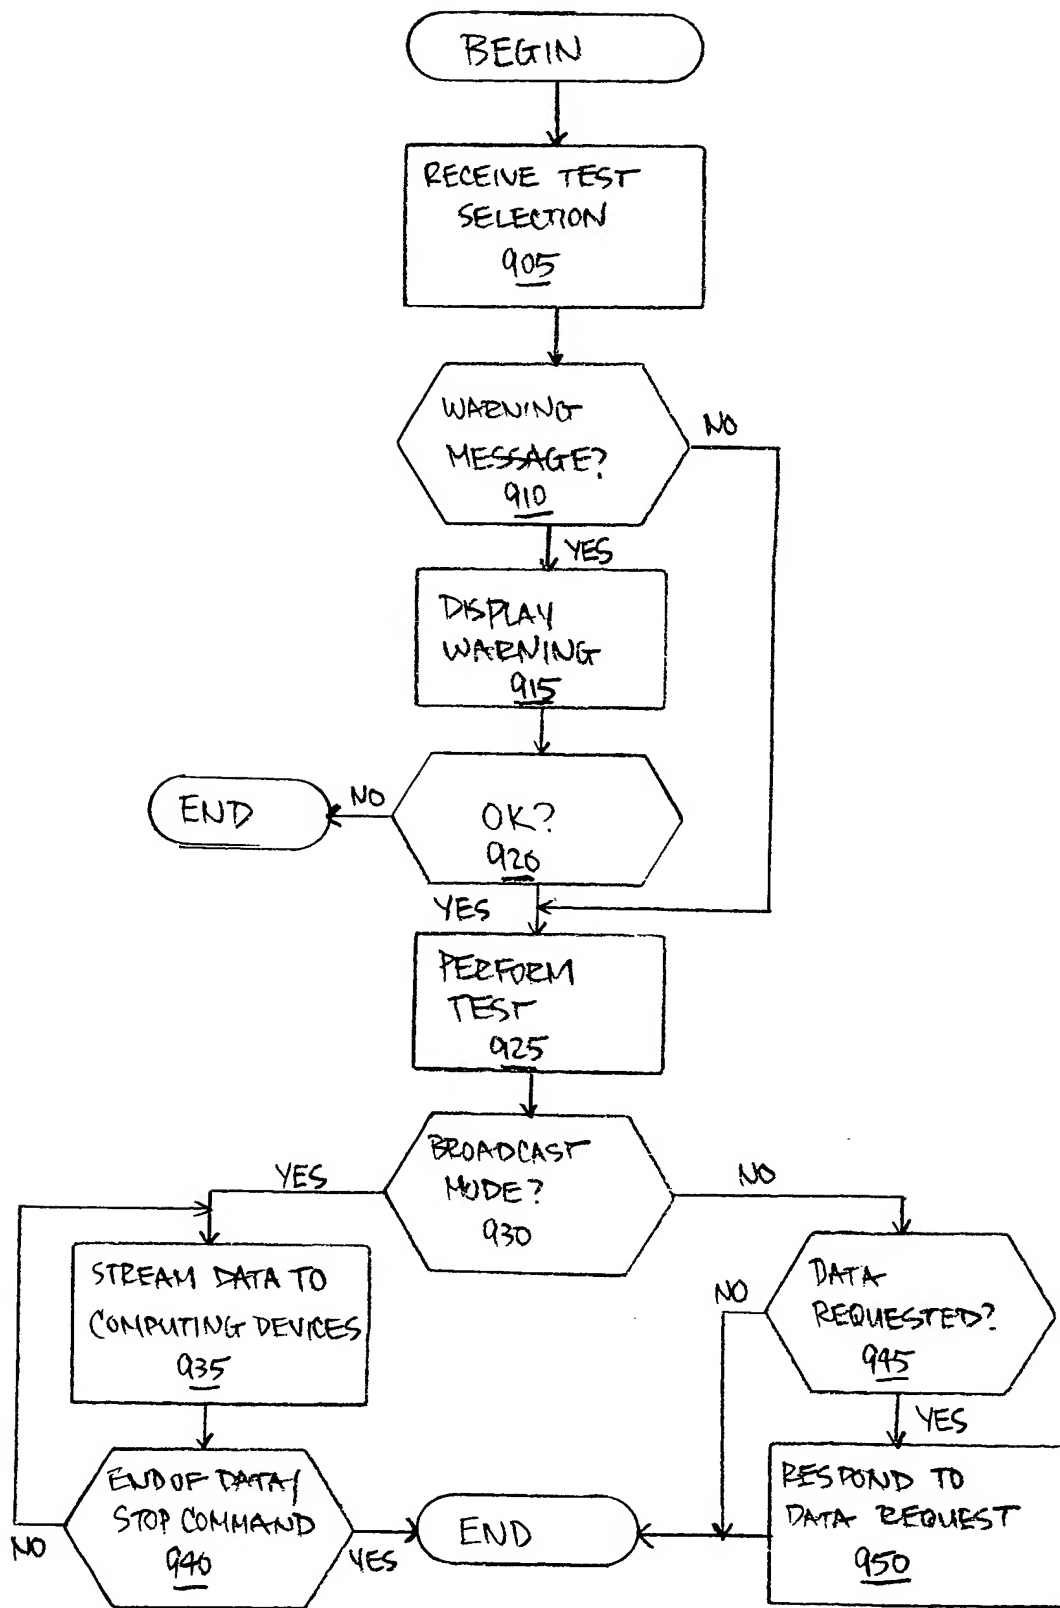 BEGIN
RECEIVE TEST
SELECTION
905
WARNING
MESSAGE?
910
NO
YES
DISPLAY
WARNING
915
OK?
920
NO
END
YES
PERFORM
TEST
925
BROADCAST
MODE?
930
YES
NO
STREAM DATA TO
COMPUTING DEVICES
935
DATA
REQUESTED?
945
NO
YES
END OF DATA/
STOP COMMAND
940
NO
YES
END
RESPOND TO
DATA REQUEST
950